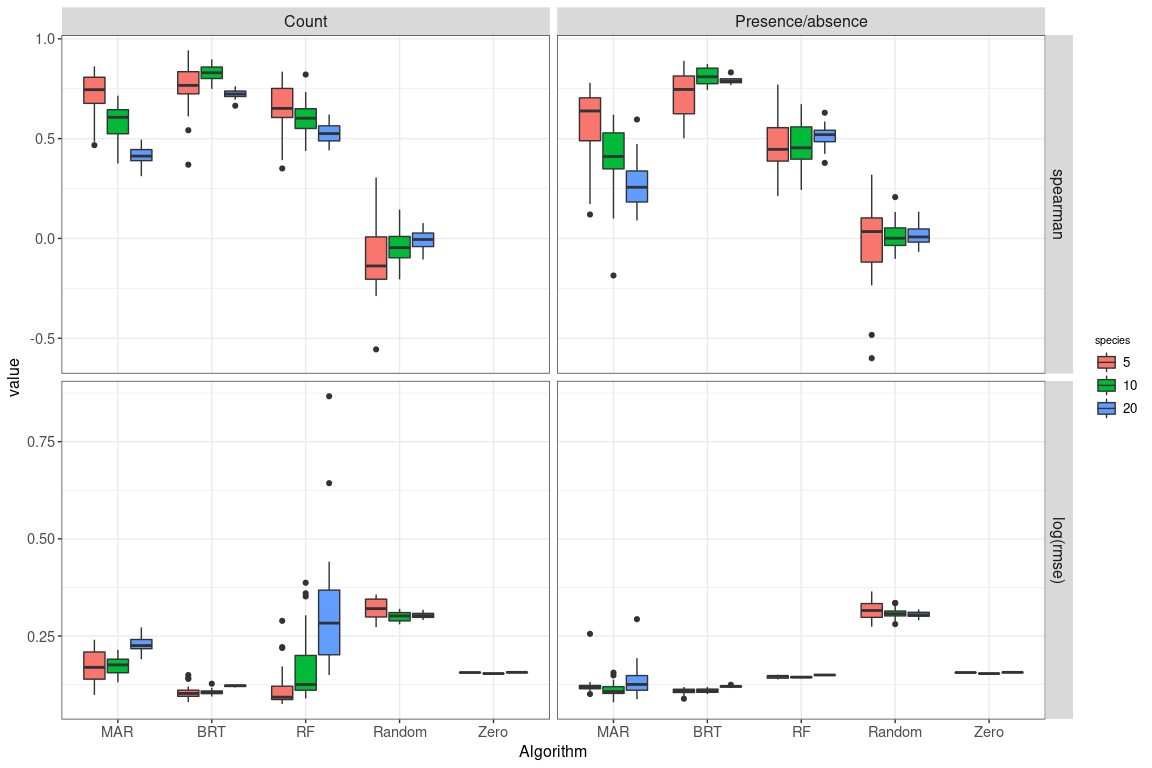 Count
Presence/absence
1.0
0.5
0.0
-0.5
spearman
0.75
0.50
0.25
log(rmse)
value
MAR
BRT
RF
Random
Zero
MAR
BRT
RF
Random
Zero
Algorithm
species
5
10
20